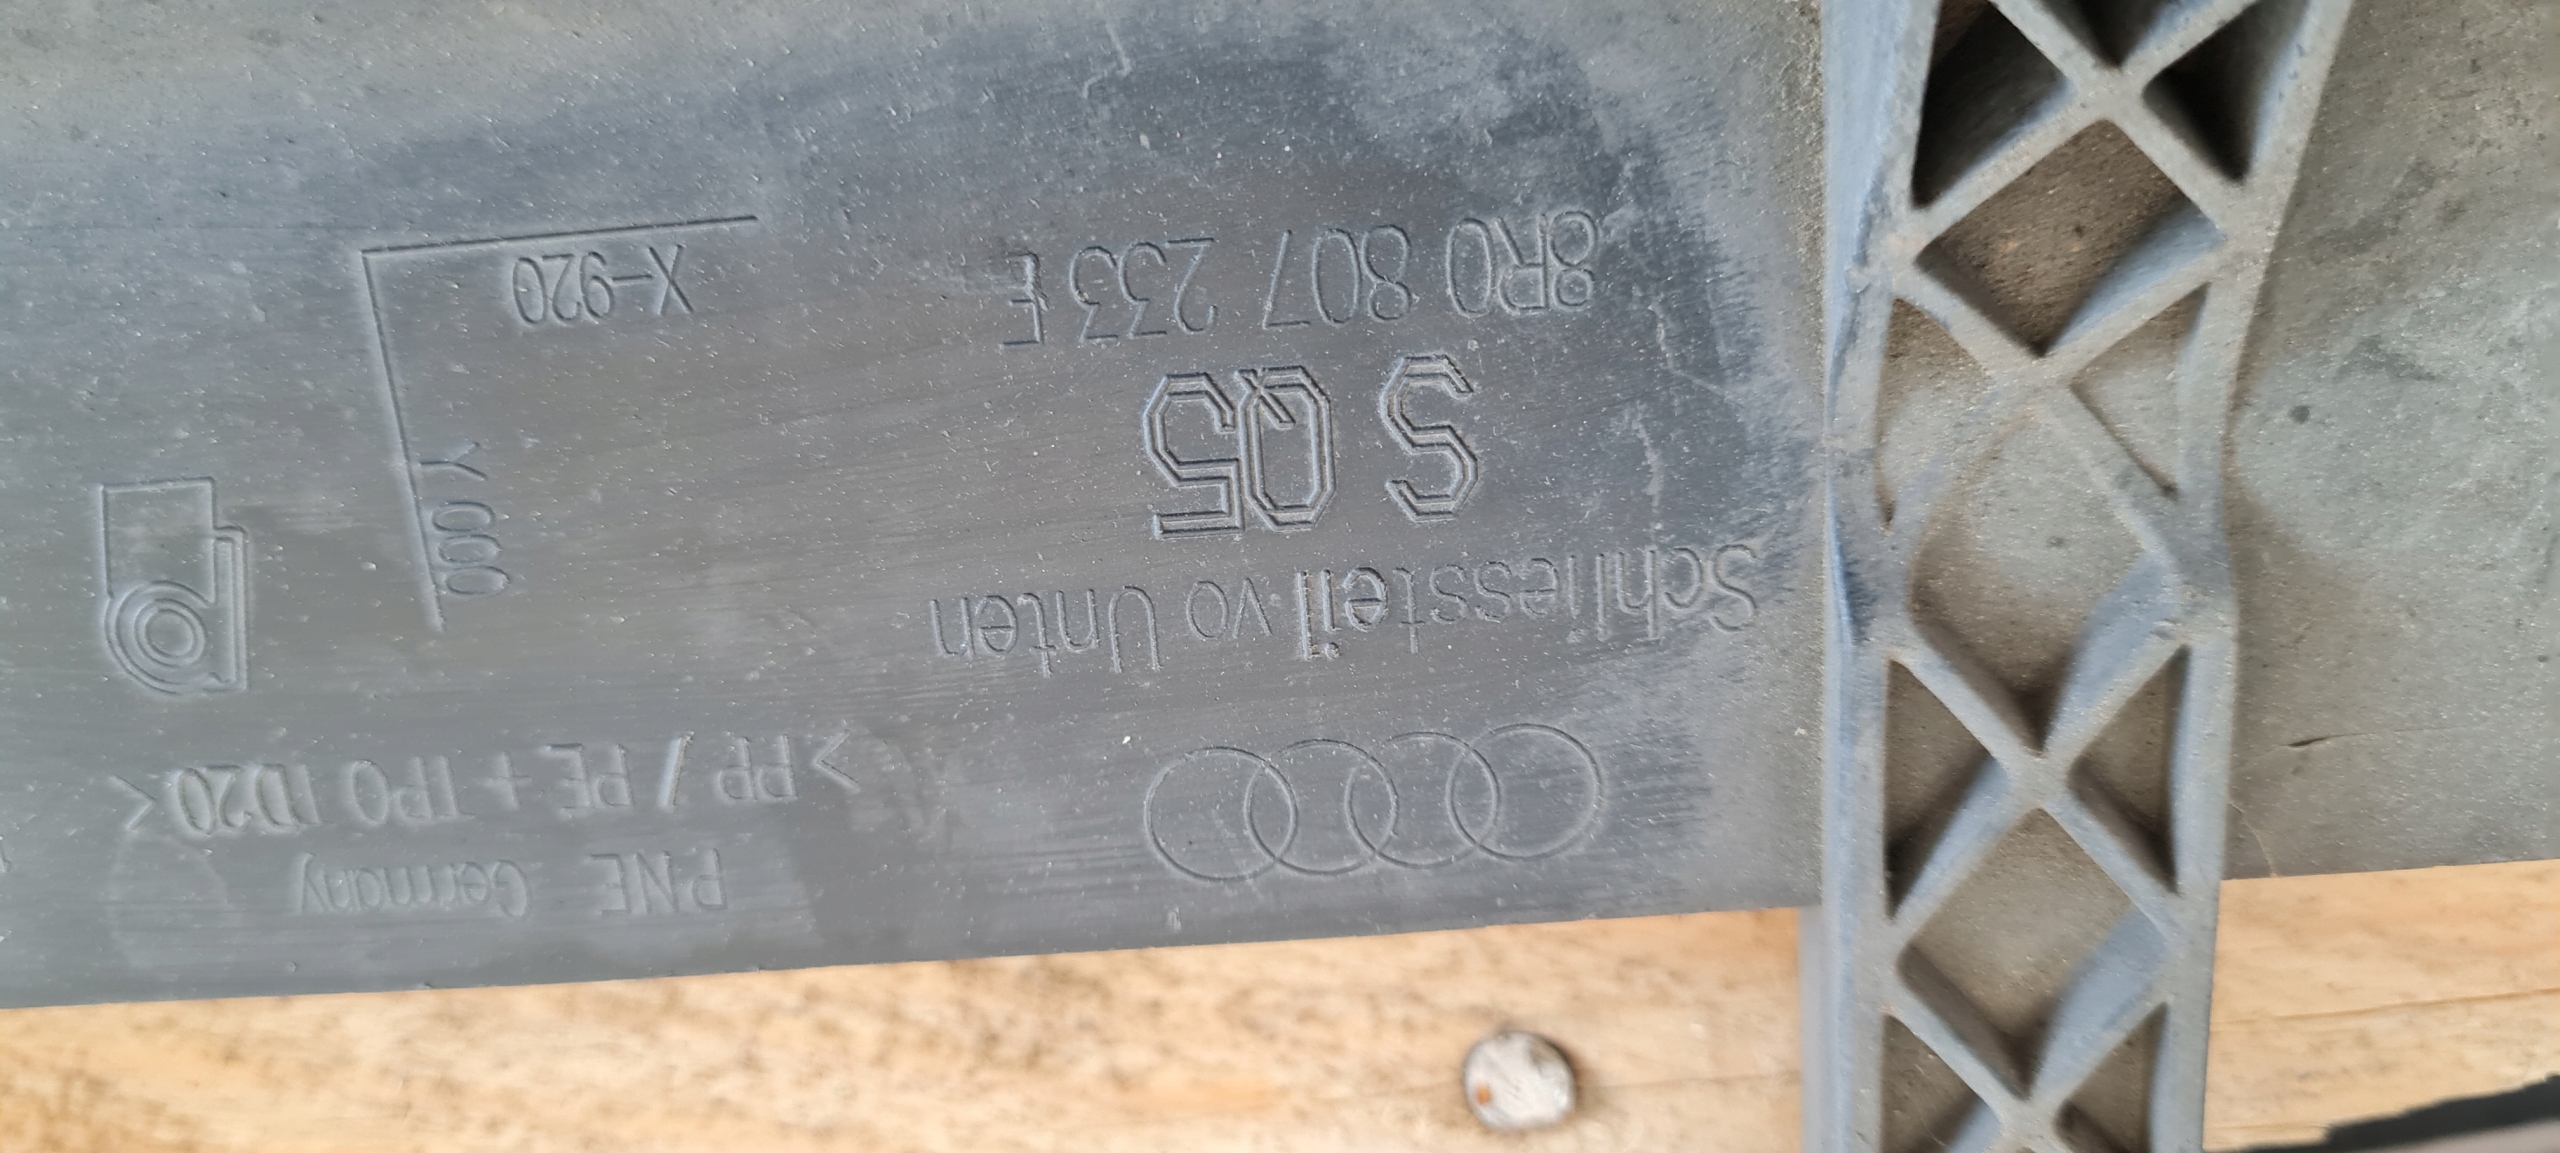 PNE Germany
> PP / PE + TPO TD20 <
Schliessteil vo Unten
S Q5
8R0 807 233 E
Y 000
X-920